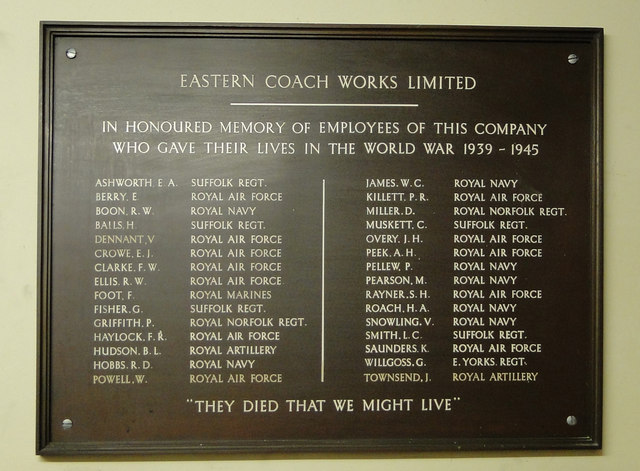 EASTERN COACH WORKS LIMITED
IN HONOURED MEMORY OF EMPLOYEES OF THIS COMPANY
WHO GAVE THEIR LIVES IN THE WORLD WAR 1939 - 1945
ASHWORTH. E. A. SUFFOLK REGT.
BERRY, E. ROYAL AIR FORCE
BOON, R. W. ROYAL NAVY
BAILS, H. SUFFOLK REGT.
DENNANT, V ROYAL AIR FORCE
CROWE, E. J. ROYAL AIR FORCE
CLARKE, F. W. ROYAL AIR FORCE
ELLIS, R. W. ROYAL AIR FORCE
FOOT, F. ROYAL MARINES
FISHER, G. SUFFOLK REGT.
GRIFFITH, P. ROYAL NORFOLK REGT.
HAYLOCK, F. R. ROYAL AIR FORCE
HUDSON, B. L. ROYAL ARTILLERY
HOBBS, R. D. ROYAL NAVY
POWELL, W. ROYAL AIR FORCE
JAMES, W. C. ROYAL NAVY
KILLETT, P. R. ROYAL AIR FORCE
MILLER, D. ROYAL NORFOLK REGT.
MUSKETT, C. SUFFOLK REGT.
OVERY, J. H. ROYAL AIR FORCE
PEEK, A. H. ROYAL AIR FORCE
PELLEW, P. ROYAL NAVY
PEARSON, M. ROYAL NAVY
RAYNER, S. H. ROYAL AIR FORCE
ROACH, H. A. ROYAL NAVY
SNOWLING, V. ROYAL NAVY
SMITH, L. C. SUFFOLK REGT.
SAUNDERS, K. ROYAL AIR FORCE
WILLGOSS, G. E. YORKS. REGT.
TOWNSEND, J. ROYAL ARTILLERY
"THEY DIED THAT WE MIGHT LIVE"